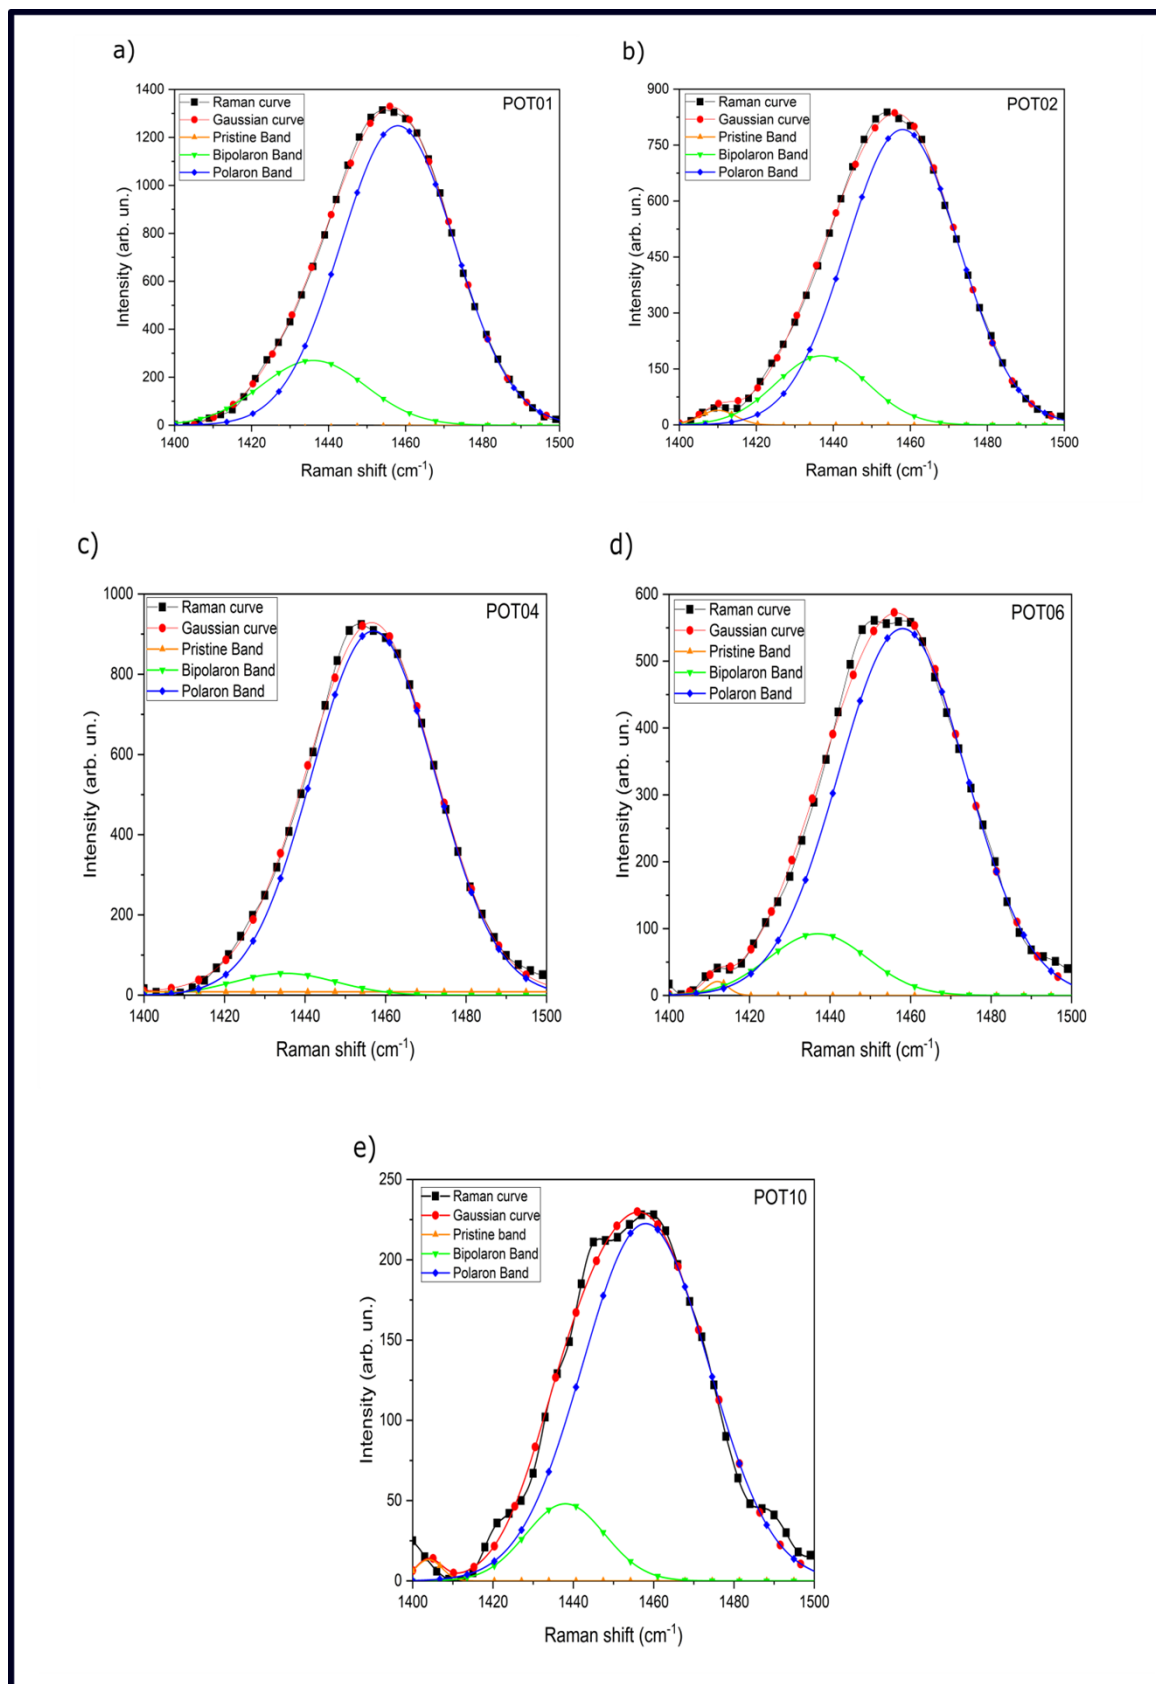 a)
1400
1200
1000
800
600
400
200
0
Intensity (arb. un.)
Raman curve
Gaussian curve
Pristine Band
Bipolaron Band
Polaron Band
POT01
1400 1420 1440 1460 1480 1500
Raman shift (cm⁻¹)
b)
900
750
600
450
300
150
0
Intensity (arb. un.)
Raman curve
Gaussian curve
Pristine Band
Bipolaron Band
Polaron Band
POT02
1400 1420 1440 1460 1480 1500
Raman shift (cm⁻¹)
c)
1000
800
600
400
200
0
Intensity (arb. un.)
Raman curve
Gaussian curve
Pristine Band
Bipolaron Band
Polaron Band
POT04
1400 1420 1440 1460 1480 1500
Raman shift (cm⁻¹)
d)
600
500
400
300
200
100
0
Intensity (arb. un.)
Raman curve
Gaussian curve
Pristine Band
Bipolaron Band
Polaron Band
POT06
1400 1420 1440 1460 1480 1500
Raman shift (cm⁻¹)
e)
250
200
150
100
50
0
Intensity (arb. un.)
Raman curve
Gaussian curve
Pristine band
Bipolaron Band
Polaron Band
POT10
1400 1420 1440 1460 1480 1500
Raman shift (cm⁻¹)